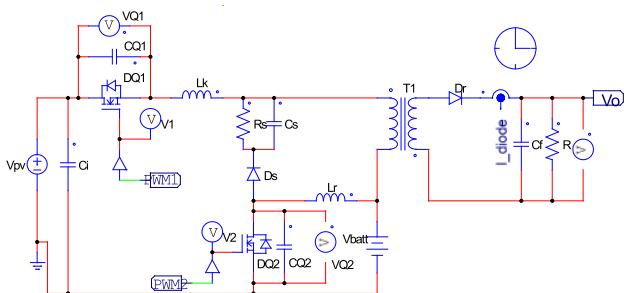 VQ1
V
CQ1
DQ1
Lk
T1
Dr
Vo
V
V1
Rs
Cs
I_diode
Cf
R
V
Vpv
Ci
PWM1
Ds
Lr
V
V2
Vbatt
V
DQ2
CQ2
VQ2
PWM2